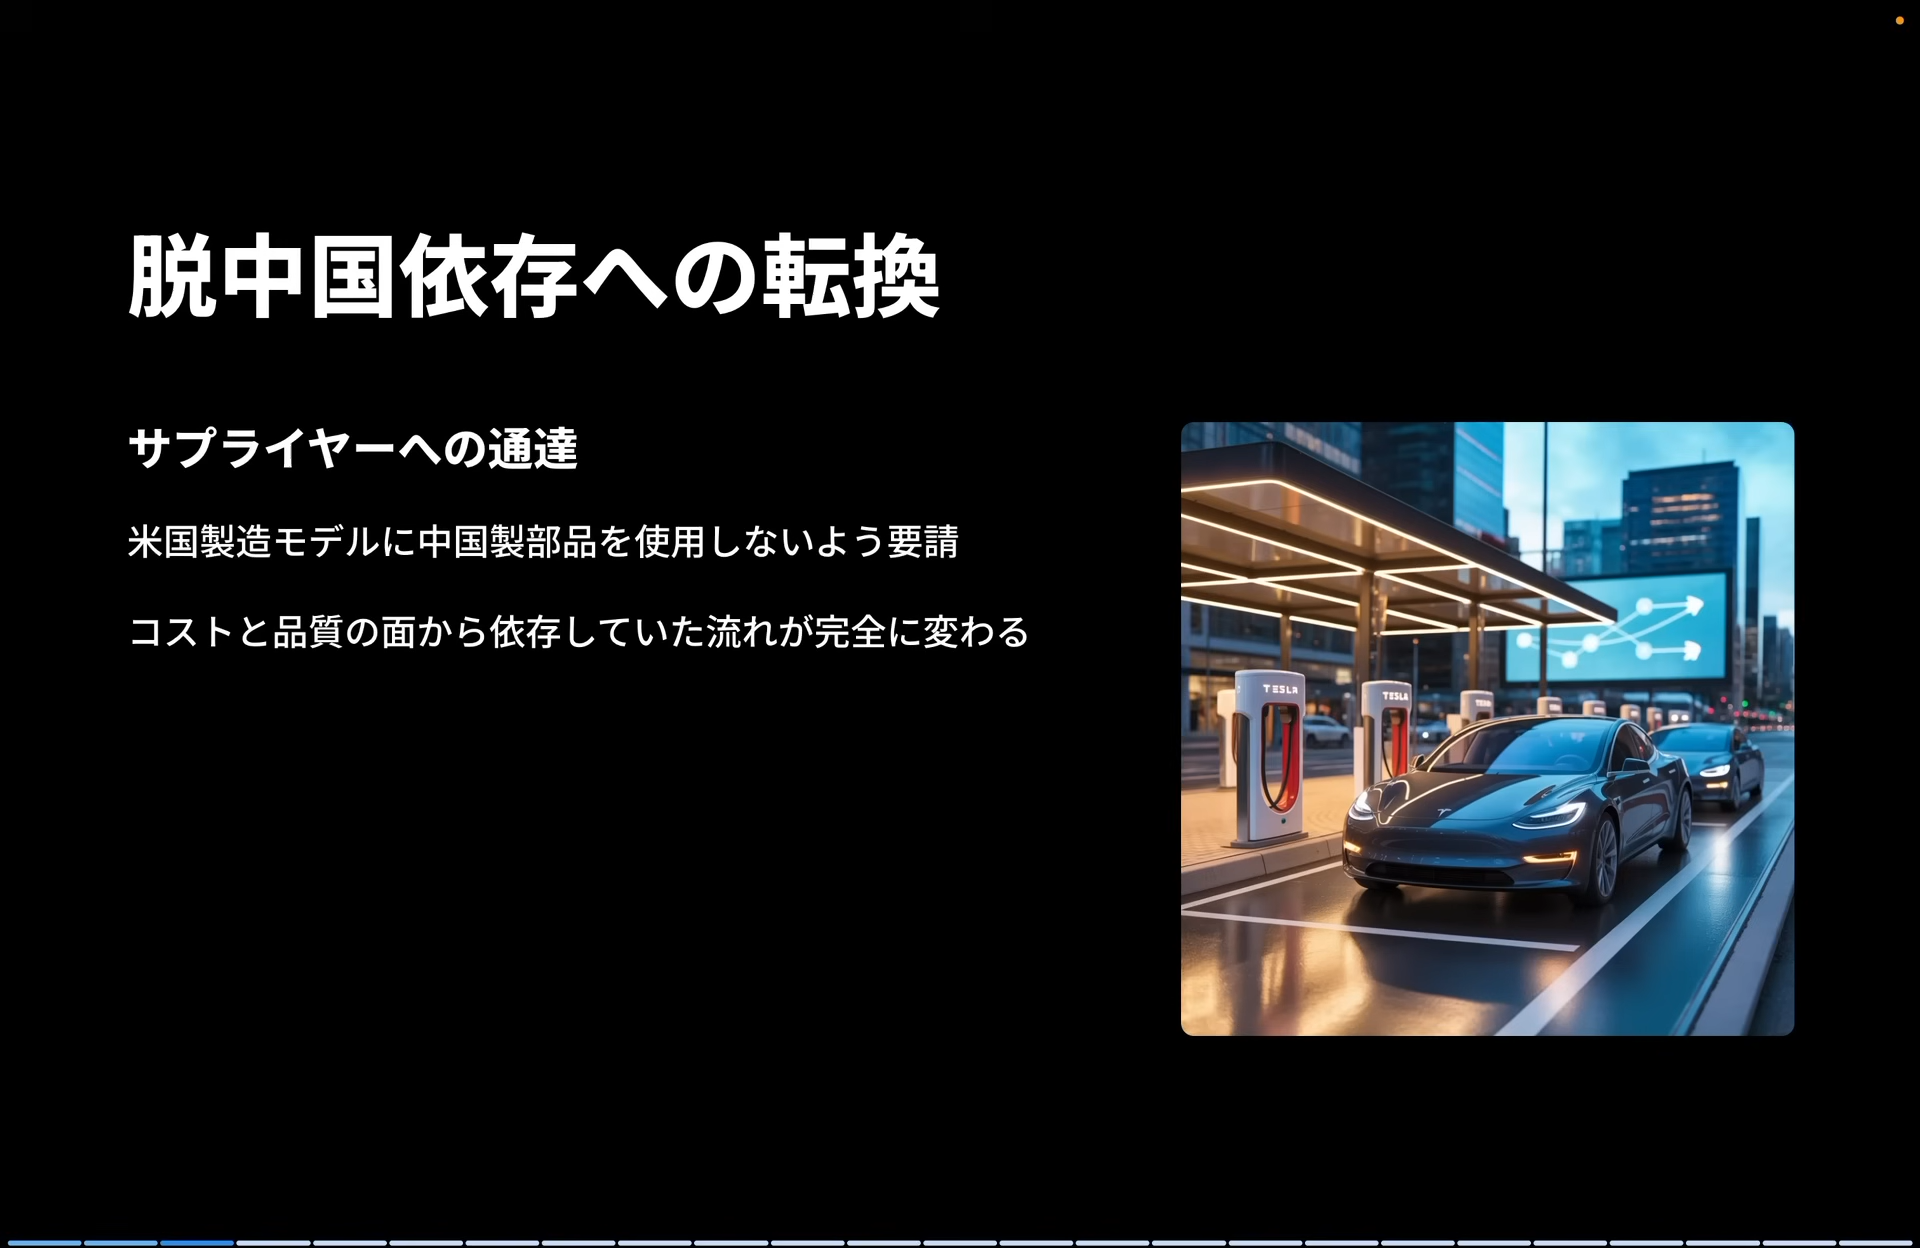 脱中国依存への転換
サプライヤーへの通達
米国製造モデルに中国製部品を使用しないよう要請
コストと品質の面から依存していた流れが完全に変わる
TESLA
TESLA
TESLA